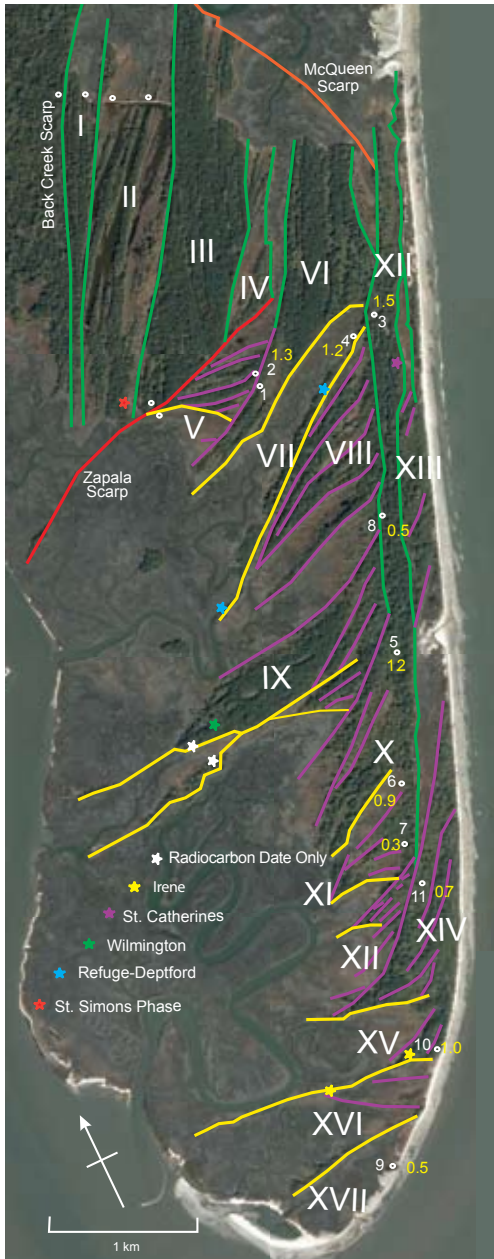 McQueen
Scarp
Back Creek Scarp
I
II
III
IV
VI
XII
1.5
3
4
1.2
1.3
2
1
V
VII
VIII
XIII
Zapala
Scarp
8
0.5
5
12
IX
X
6
0.9
7
0.3
11
0.7
XI
XII
XIV
Radiocarbon Date Only
Irene
St. Catherines
Wilmington
Refuge-Deptford
St. Simons Phase
XV
10
1.0
XVI
9
0.5
XVII
1 km